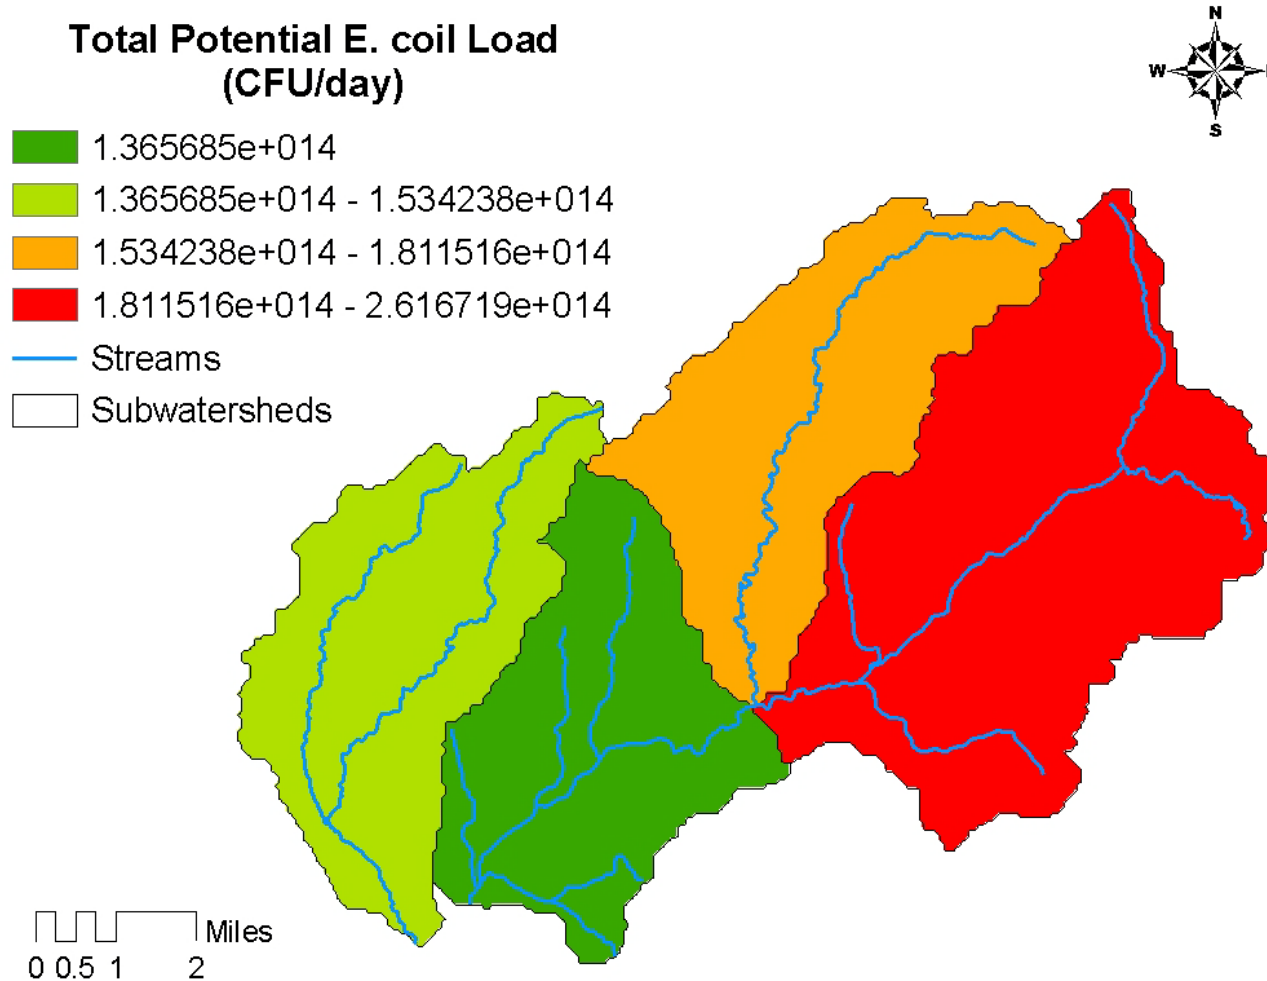 Total Potential E. coil Load
(CFU/day)
1.365685e+014
1.365685e+014 - 1.534238e+014
1.534238e+014 - 1.811516e+014
1.811516e+014 - 2.616719e+014
Streams
Subwatersheds
N
W
S
Miles
0 0.5 1 2